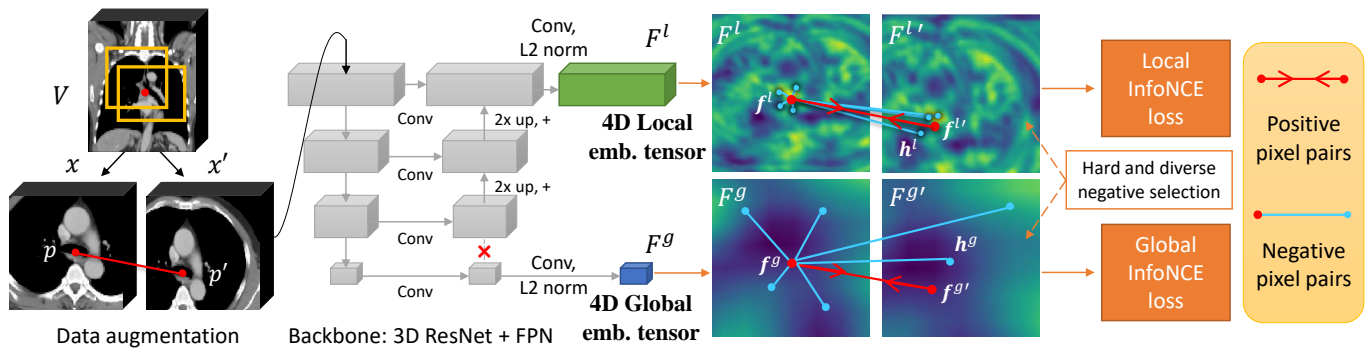 V
x
x′
p
p′
Data augmentation
Conv
Conv
Conv
2x up, +
2x up, +
Backbone: 3D ResNet + FPN
Conv,
L2 norm
F^l
4D Local
emb. tensor
Conv,
L2 norm
F^g
4D Global
emb. tensor
F^l
f^l
F^l′
f^l′
h^l
F^g
f^g
F^g′
h^g
f^g′
Local
InfoNCE
loss
Hard and diverse
negative selection
Global
InfoNCE
loss
Positive
pixel pairs
Negative
pixel pairs